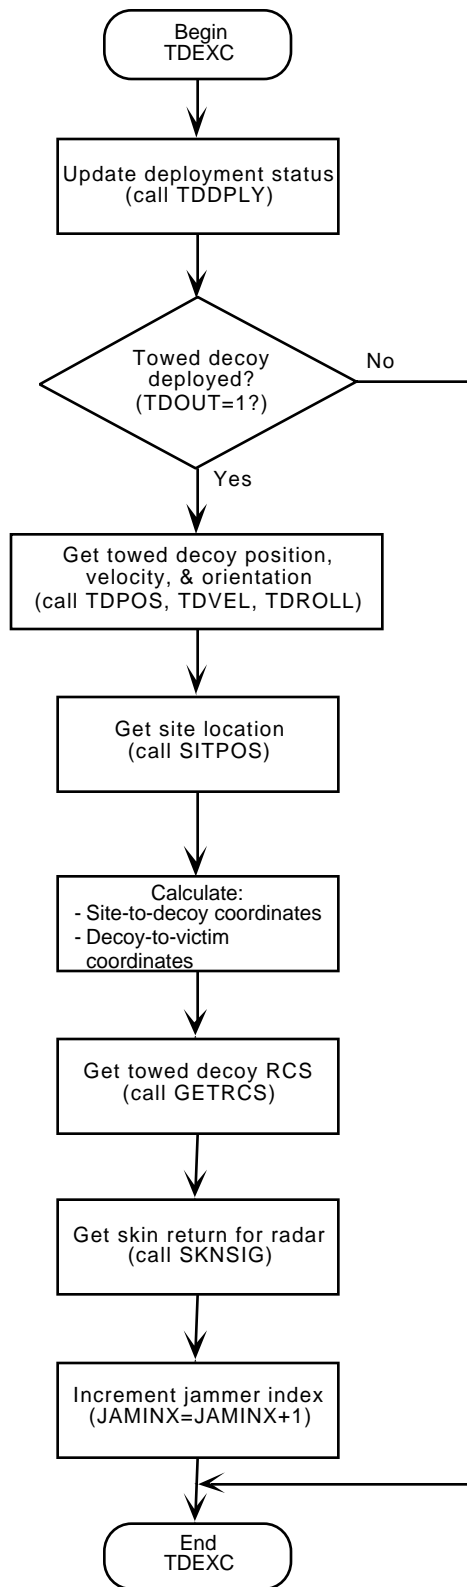 Begin
TDEXC
Update deployment status
(call TDDPLY)
Towed decoy
deployed?
(TDOUT=1?)
No
Yes
Get towed decoy position,
velocity, & orientation
(call TDPOS, TDVEL, TDROLL)
Get site location
(call SITPOS)
Calculate:
- Site-to-decoy coordinates
- Decoy-to-victim
coordinates
Get towed decoy RCS
(call GETRCS)
Get skin return for radar
(call SKNSIG)
Increment jammer index
(JAMINX=JAMINX+1)
End
TDEXC